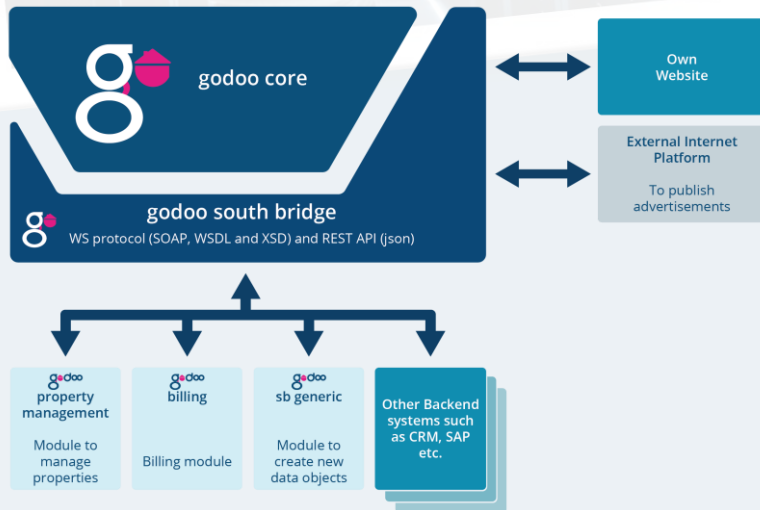 godoo core
g
godoo south bridge
WS protocol (SOAP, WSDL and XSD) and REST API (json)
g
Own
Website
External Internet
Platform
To publish
advertisements
godoo
property
management
Module to
manage
properties
godoo
billing
Billing module
godoo
sb generic
Module to
create new
data objects
Other Backend
systems such
as CRM, SAP
etc.